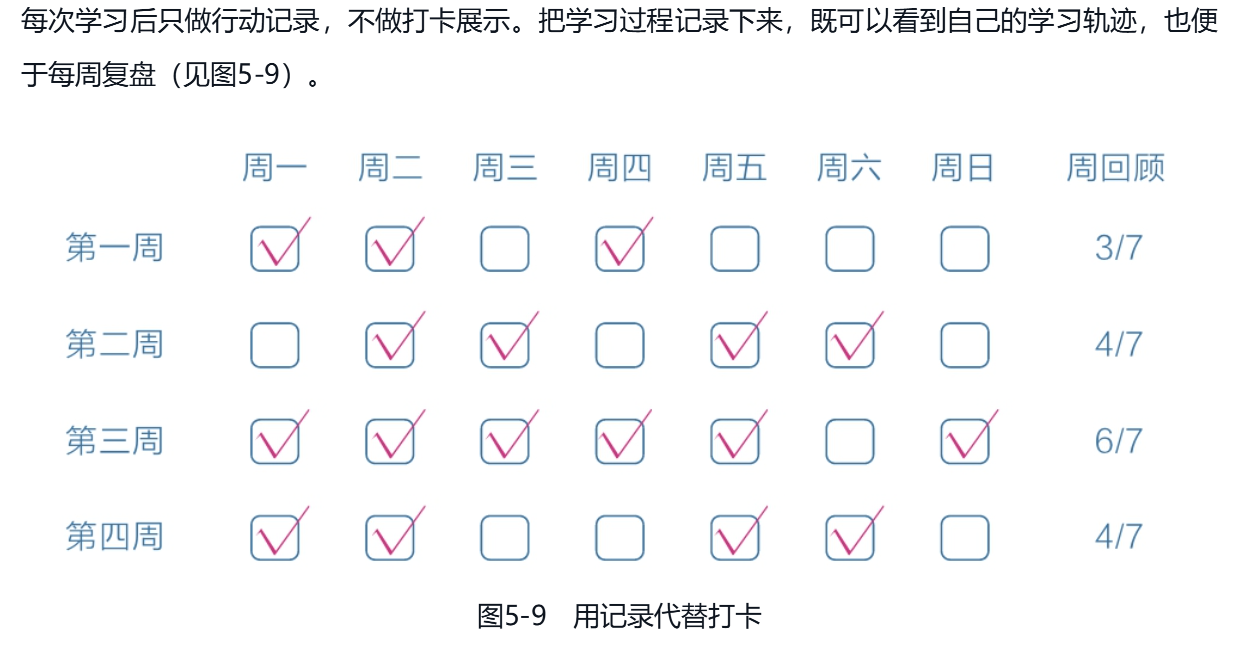 每次学习后只做行动记录，不做打卡展示。把学习过程记录下来，既可以看到自己的学习轨迹，也便
于每周复盘（见图5-9）。
周一 周二 周三 周四 周五 周六 周日 周回顾
第一周 3/7
第二周 4/7
第三周 6/7
第四周 4/7
图5-9 用记录代替打卡